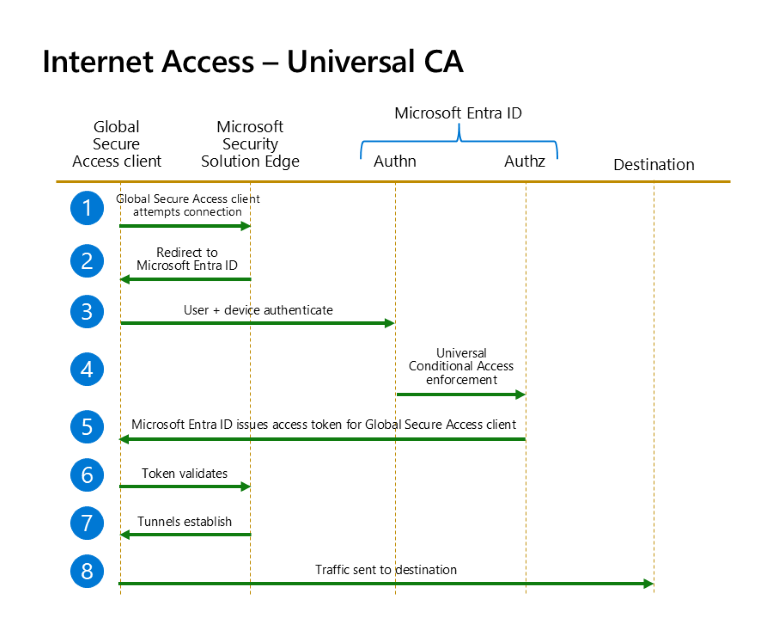 Internet Access – Universal CA
Microsoft Entra ID
Global
Secure
Access client
Microsoft
Security
Solution Edge
Authn
Authz
Destination
1
Global Secure Access client
attempts connection
2
Redirect to
Microsoft Entra ID
3
User + device authenticate
4
Universal
Conditional Access
enforcement
5
Microsoft Entra ID issues access token for Global Secure Access client
6
Token validates
7
Tunnels establish
8
Traffic sent to destination